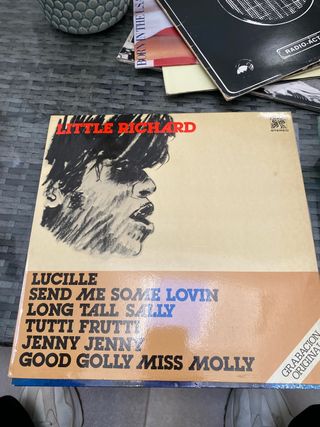 BORN IN THE U.S.A.
RADIO-ACT
LITTLE RICHARD
STEREO
LUCILLE
SEND ME SOME LOVIN
LONG TALL SALLY
TUTTI FRUTTI
JENNY JENNY
GOOD GOLLY MISS MOLLY
GRABACION
ORIGINAL